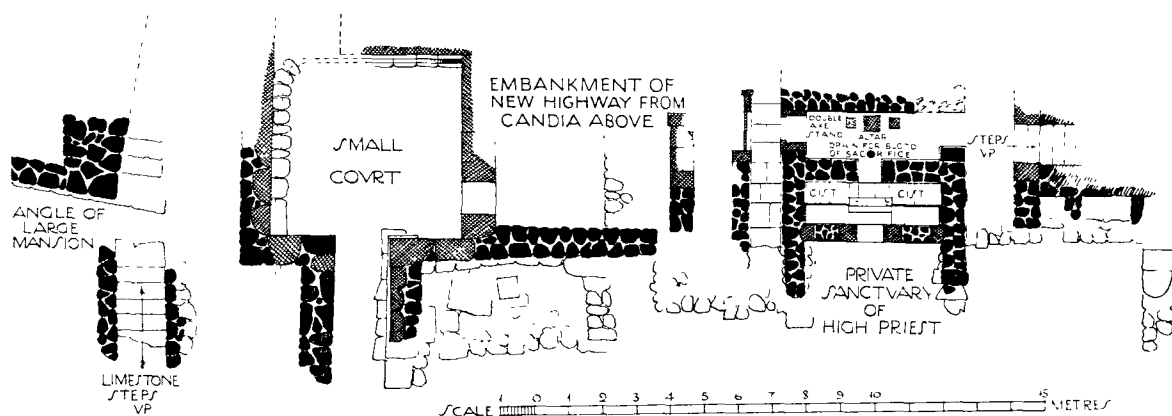 EMBANKMENT OF
NEW HIGHWAY FROM
CANDIA ABOVE
SMALL
COVRT
DOUBLE
AXE
STAND
ALTAR
DRAIN FOR BLOOD
OF SACRIFICE
STEPS
VP
CIST
CIST
ANGLE OF
LARGE
MANSION
PRIVATE
SANCTVARY
OF
HIGH PRIEST
LIMESTONE
STEPS
VP
SCALE 1 0 1 2 3 4 5 6 7 8 9 10 15 METRES